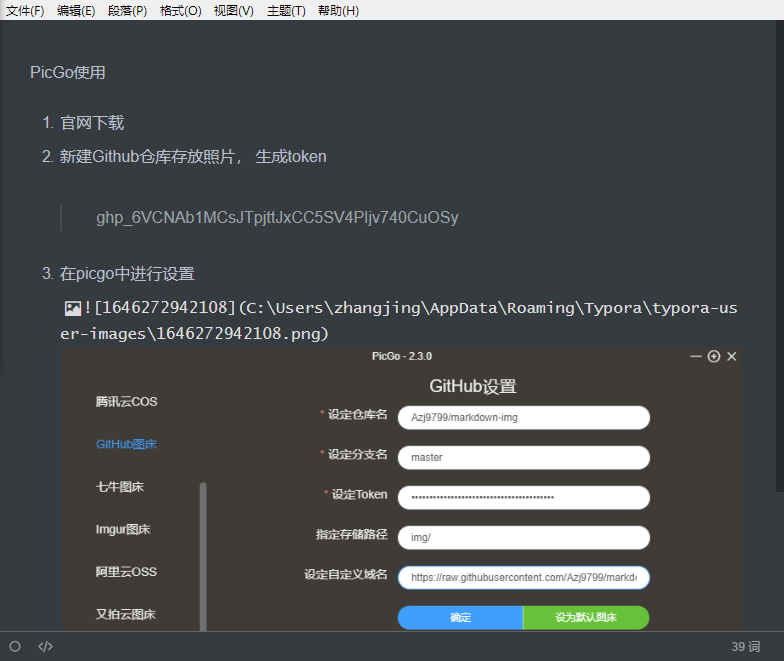 文件(F) 编辑(E) 段落(P) 格式(O) 视图(V) 主题(T) 帮助(H)
PicGo使用
1. 官网下载
2. 新建Github仓库存放照片， 生成token
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
3. 在picgo中进行设置
![1646272942108](C:\Users\zhangjing\AppData\Roaming\Typora\typora-us
er-images\1646272942108.png)
PicGo - 2.3.0
GitHub设置
腾讯云COS
* 设定仓库名 Azj9799/markdown-img
GitHub图床
* 设定分支名 master
七牛图床
* 设定Token ••••••••••••••••••••••••••••••••••••••••
Imgur图床
指定存储路径 img/
阿里云OSS
设定自定义域名 https://raw.githubusercontent.com/Azj9799/markd
又拍云图床
确定 设为默认图床
</> 39 词